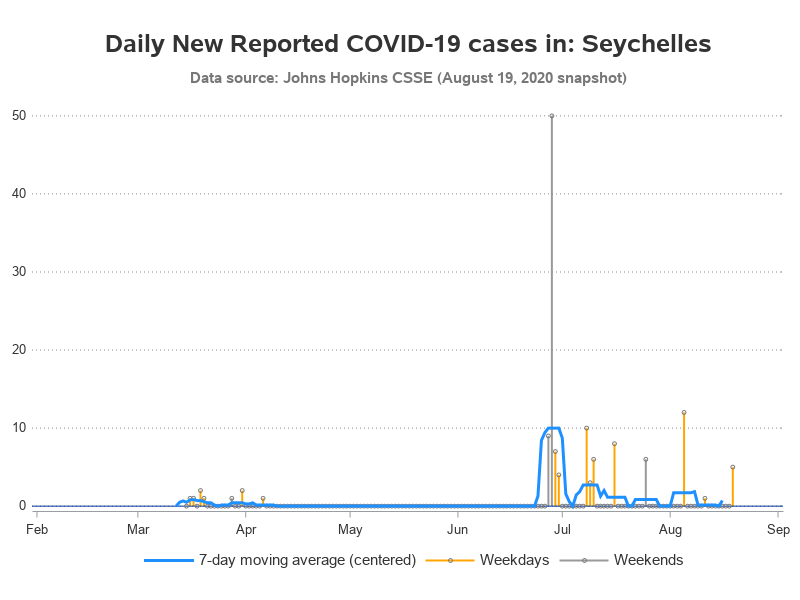 Daily New Reported COVID-19 cases in: Seychelles
Data source: Johns Hopkins CSSE (August 19, 2020 snapshot)
50
40
30
20
10
0
Feb Mar Apr May Jun Jul Aug Sep
7-day moving average (centered) Weekdays Weekends